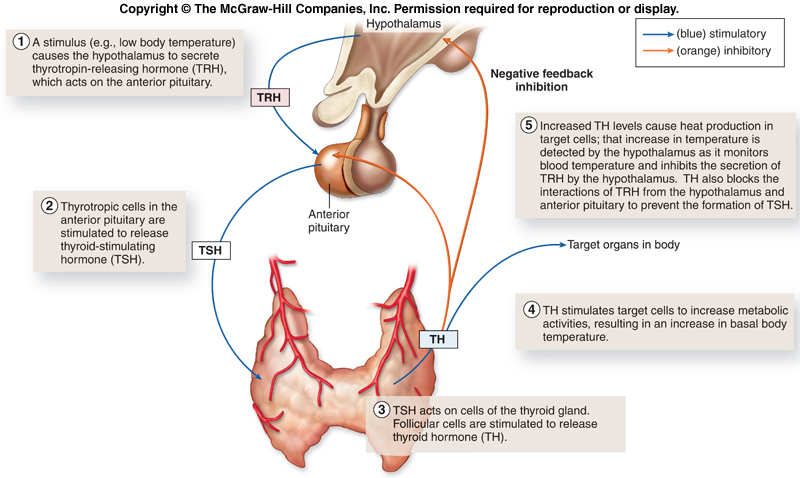 Copyright © The McGraw-Hill Companies, Inc. Permission required for reproduction or display.
Hypothalamus
1 A stimulus (e.g., low body temperature)
causes the hypothalamus to secrete
thyrotropin-releasing hormone (TRH),
which acts on the anterior pituitary.
(blue) stimulatory
(orange) inhibitory
Negative feedback
inhibition
TRH
5 Increased TH levels cause heat production in
target cells; that increase in temperature is
detected by the hypothalamus as it monitors
blood temperature and inhibits the secretion of
TRH by the hypothalamus. TH also blocks the
interactions of TRH from the hypothalamus and
anterior pituitary to prevent the formation of TSH.
2 Thyrotropic cells in the
anterior pituitary are
stimulated to release
thyroid-stimulating
hormone (TSH).
Anterior
pituitary
TSH
Target organs in body
4 TH stimulates target cells to increase metabolic
activities, resulting in an increase in basal body
temperature.
TH
3 TSH acts on cells of the thyroid gland.
Follicular cells are stimulated to release
thyroid hormone (TH).